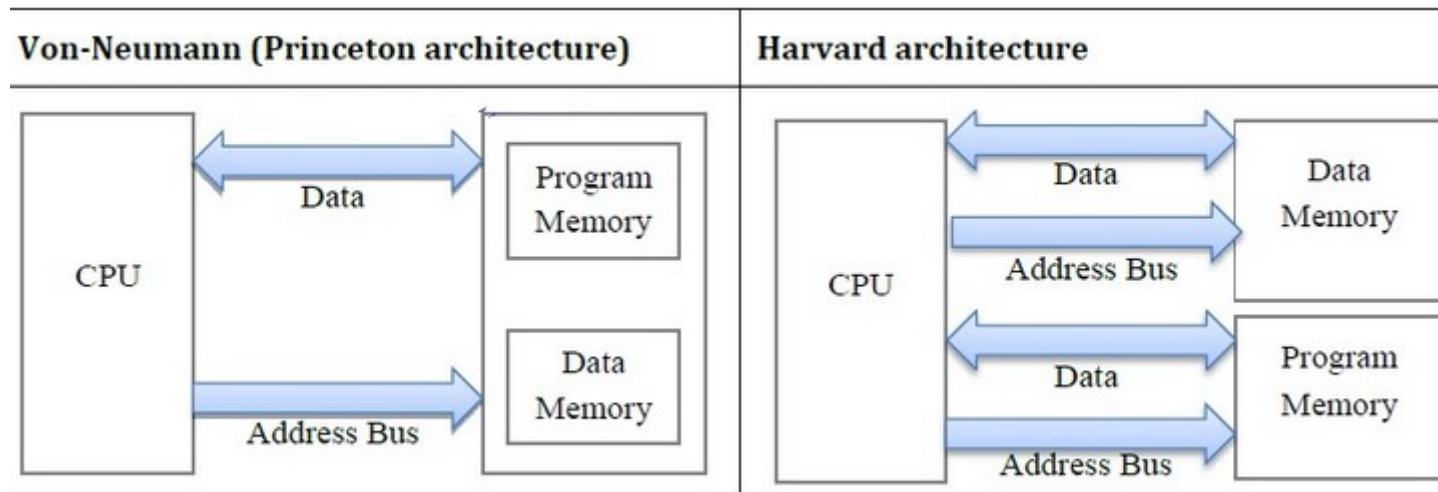 Von-Neumann (Princeton architecture)
CPU
Data
Program
Memory
Data
Memory
Address Bus
Harvard architecture
CPU
Data
Address Bus
Data
Memory
Data
Address Bus
Program
Memory